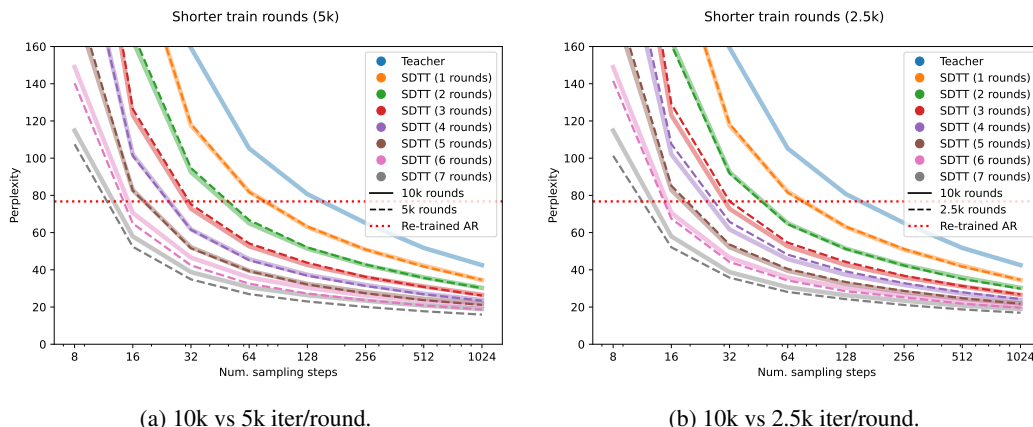 Shorter train rounds (5k)
160
140
120
100
80
60
40
20
0
Perplexity
8 16 32 64 128 256 512 1024
Num. sampling steps
Teacher
SDTT (1 rounds)
SDTT (2 rounds)
SDTT (3 rounds)
SDTT (4 rounds)
SDTT (5 rounds)
SDTT (6 rounds)
SDTT (7 rounds)
10k rounds
5k rounds
Re-trained AR
(a) 10k vs 5k iter/round.
Shorter train rounds (2.5k)
160
140
120
100
80
60
40
20
0
Perplexity
8 16 32 64 128 256 512 1024
Num. sampling steps
Teacher
SDTT (1 rounds)
SDTT (2 rounds)
SDTT (3 rounds)
SDTT (4 rounds)
SDTT (5 rounds)
SDTT (6 rounds)
SDTT (7 rounds)
10k rounds
2.5k rounds
Re-trained AR
(b) 10k vs 2.5k iter/round.